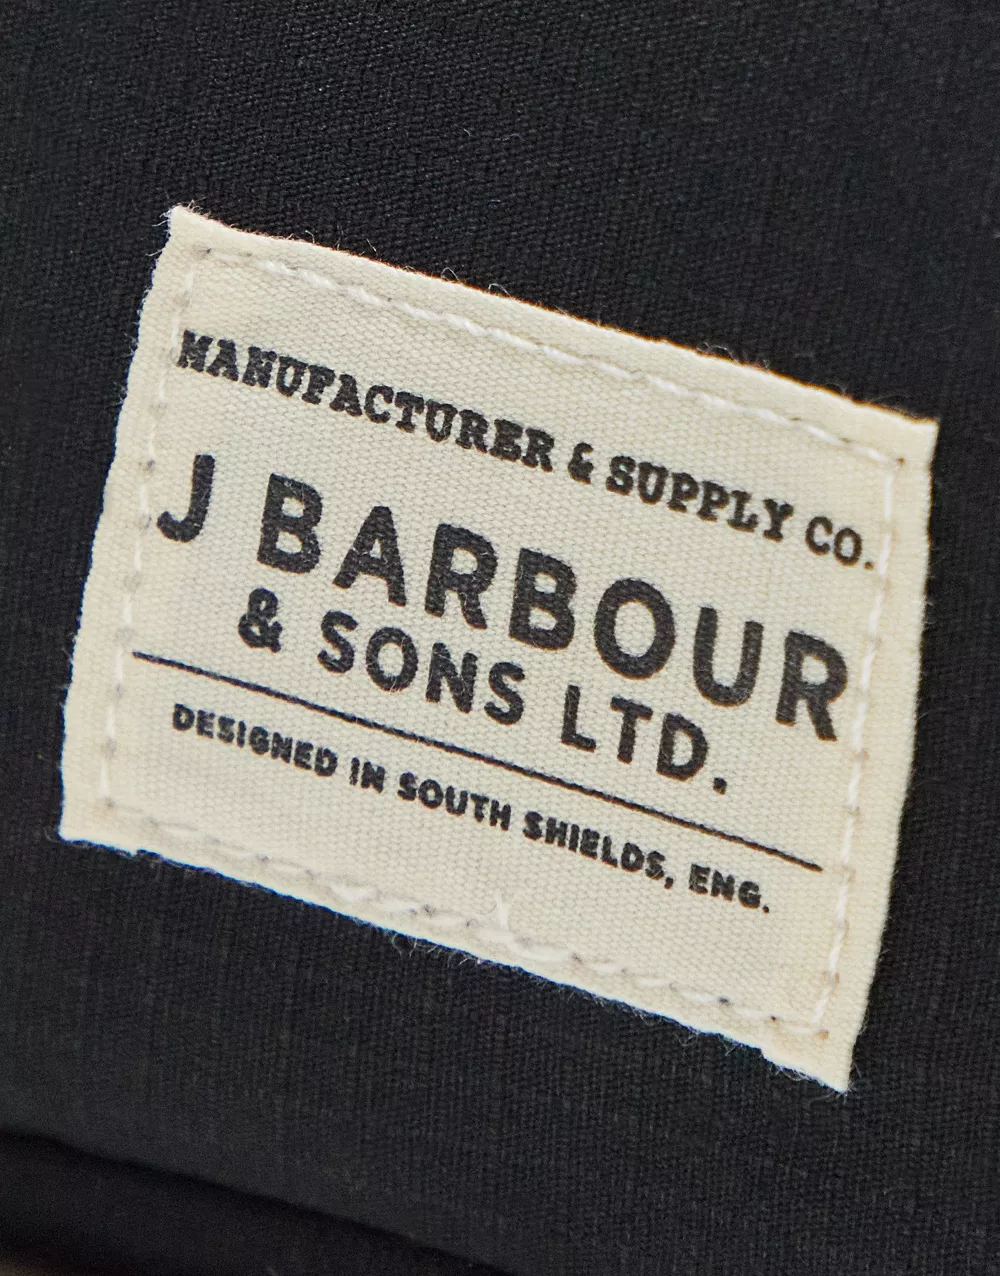 MANUFACTURER & SUPPLY CO.
J BARBOUR
& SONS LTD.
DESIGNED IN SOUTH SHIELDS, ENG.